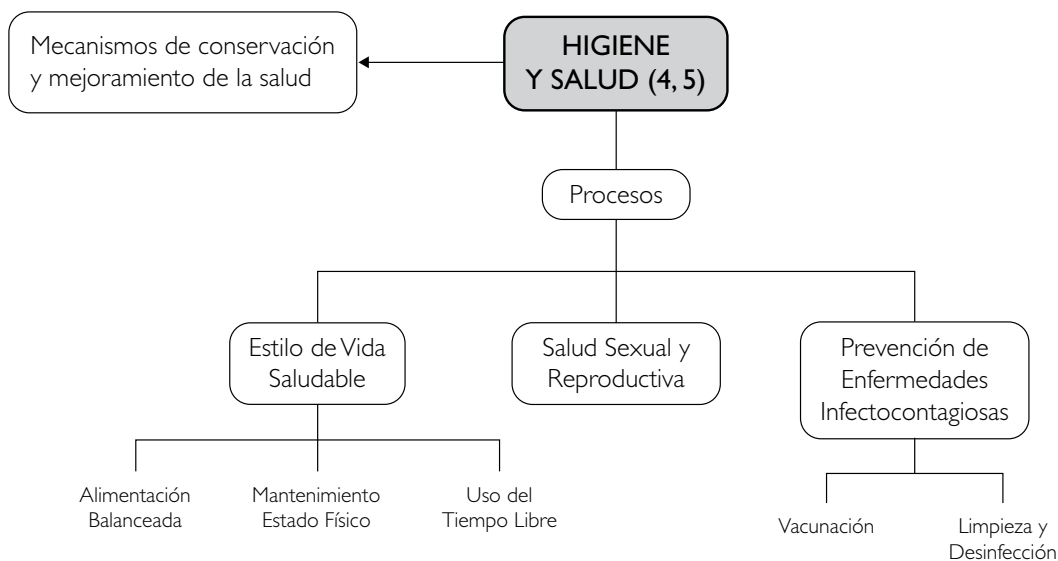 Mecanismos de conservación
y mejoramiento de la salud
HIGIENE
Y SALUD (4, 5)
Procesos
Estilo de Vida
Saludable
Salud Sexual y
Reproductiva
Prevención de
Enfermedades
Infectocontagiosas
Alimentación
Balanceada
Mantenimiento
Estado Físico
Uso del
Tiempo Libre
Vacunación
Limpieza y
Desinfección